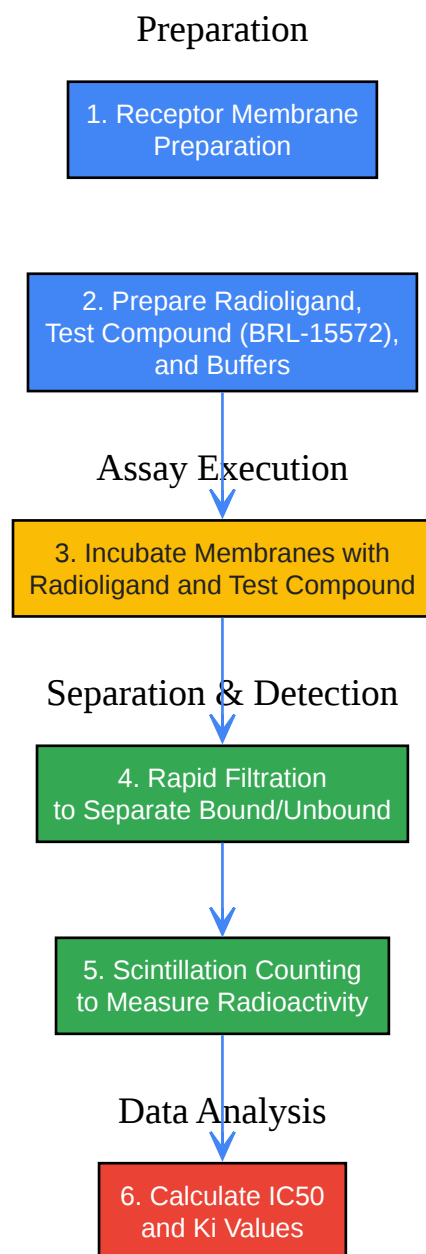 Preparation
1. Receptor Membrane
Preparation
2. Prepare Radioligand,
Test Compound (BRL-15572),
and Buffers
Assay Execution
3. Incubate Membranes with
Radioligand and Test Compound
Separation & Detection
4. Rapid Filtration
to Separate Bound/Unbound
5. Scintillation Counting
to Measure Radioactivity
Data Analysis
6. Calculate IC50
and Ki Values